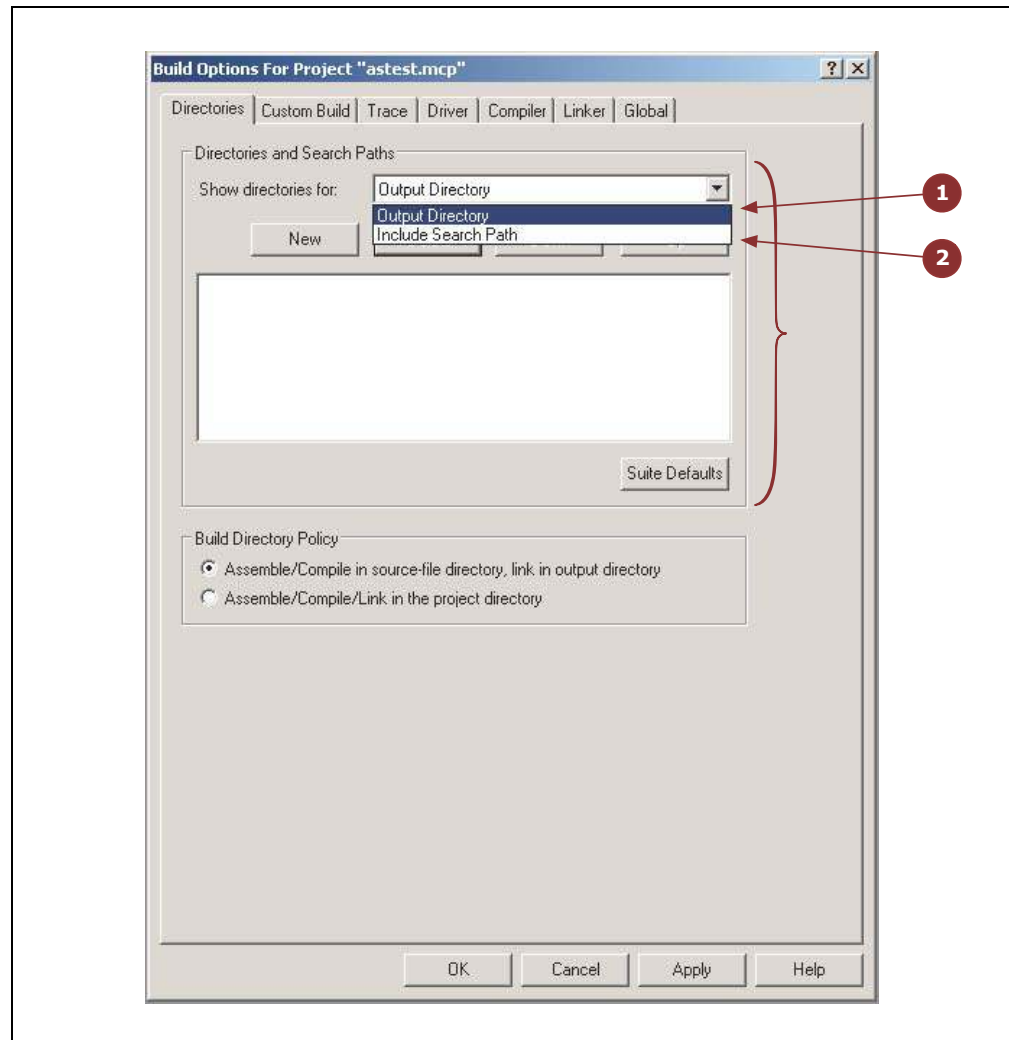 Build Options For Project "astest.mcp"
Directories Custom Build Trace Driver Compiler Linker Global
Directories and Search Paths
Show directories for: Output Directory
Output Directory
1
New Include Search Path
2
Suite Defaults
Build Directory Policy
Assemble/Compile in source-file directory, link in output directory
Assemble/Compile/Link in the project directory
OK Cancel Apply Help